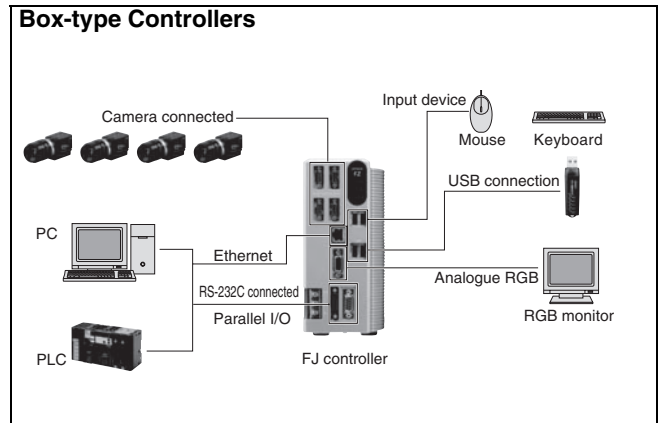 Box-type Controllers
Camera connected
Input device
Mouse
Keyboard
USB connection
PC
Ethernet
Analogue RGB
RS-232C connected
Parallel I/O
RGB monitor
PLC
FJ controller